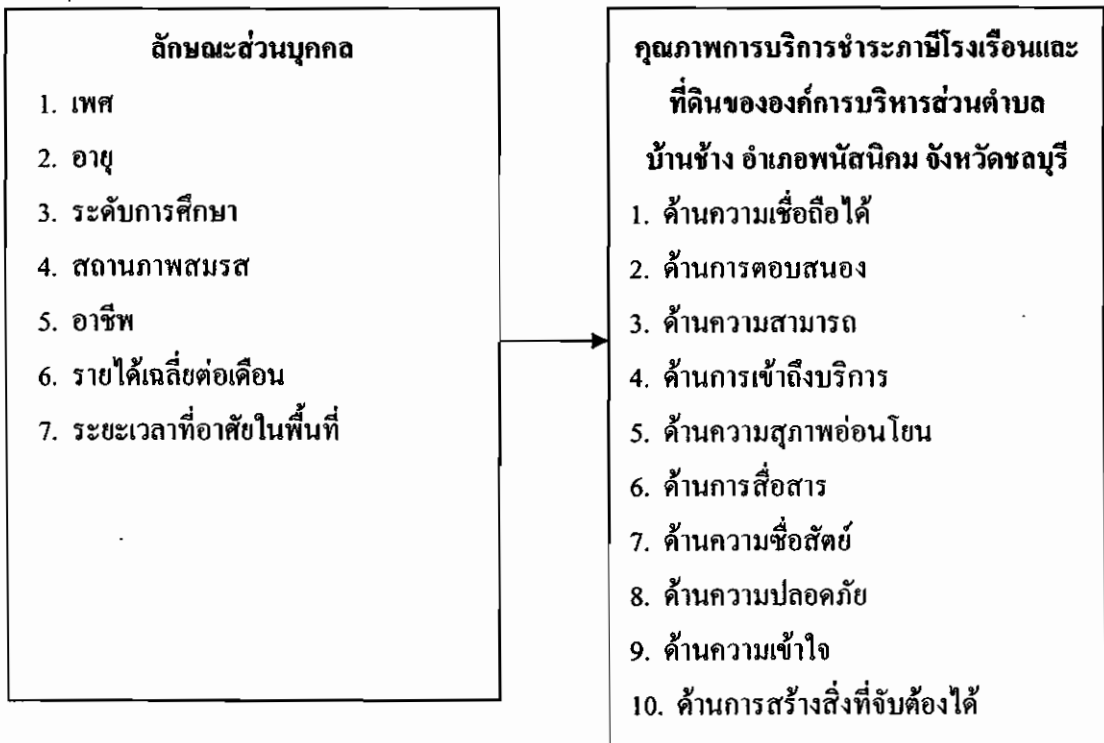 ลักษณะส่วนบุคคล
1. เพศ
2. อายุ
3. ระดับการศึกษา
4. สถานภาพสมรส
5. อาชีพ
6. รายได้เฉลี่ยต่อเดือน
7. ระยะเวลาที่อาศัยในพื้นที่
คุณภาพการบริการชำระภาษีโรงเรือนและ
ที่ดินขององค์การบริหารส่วนตำบล
บ้านช้าง อำเภอพนัสนิคม จังหวัดชลบุรี
1. ด้านความเชื่อถือได้
2. ด้านการตอบสนอง
3. ด้านความสามารถ
4. ด้านการเข้าถึงบริการ
5. ด้านความสุภาพอ่อนโยน
6. ด้านการสื่อสาร
7. ด้านความซื่อสัตย์
8. ด้านความปลอดภัย
9. ด้านความเข้าใจ
10. ด้านการสร้างสิ่งที่จับต้องได้